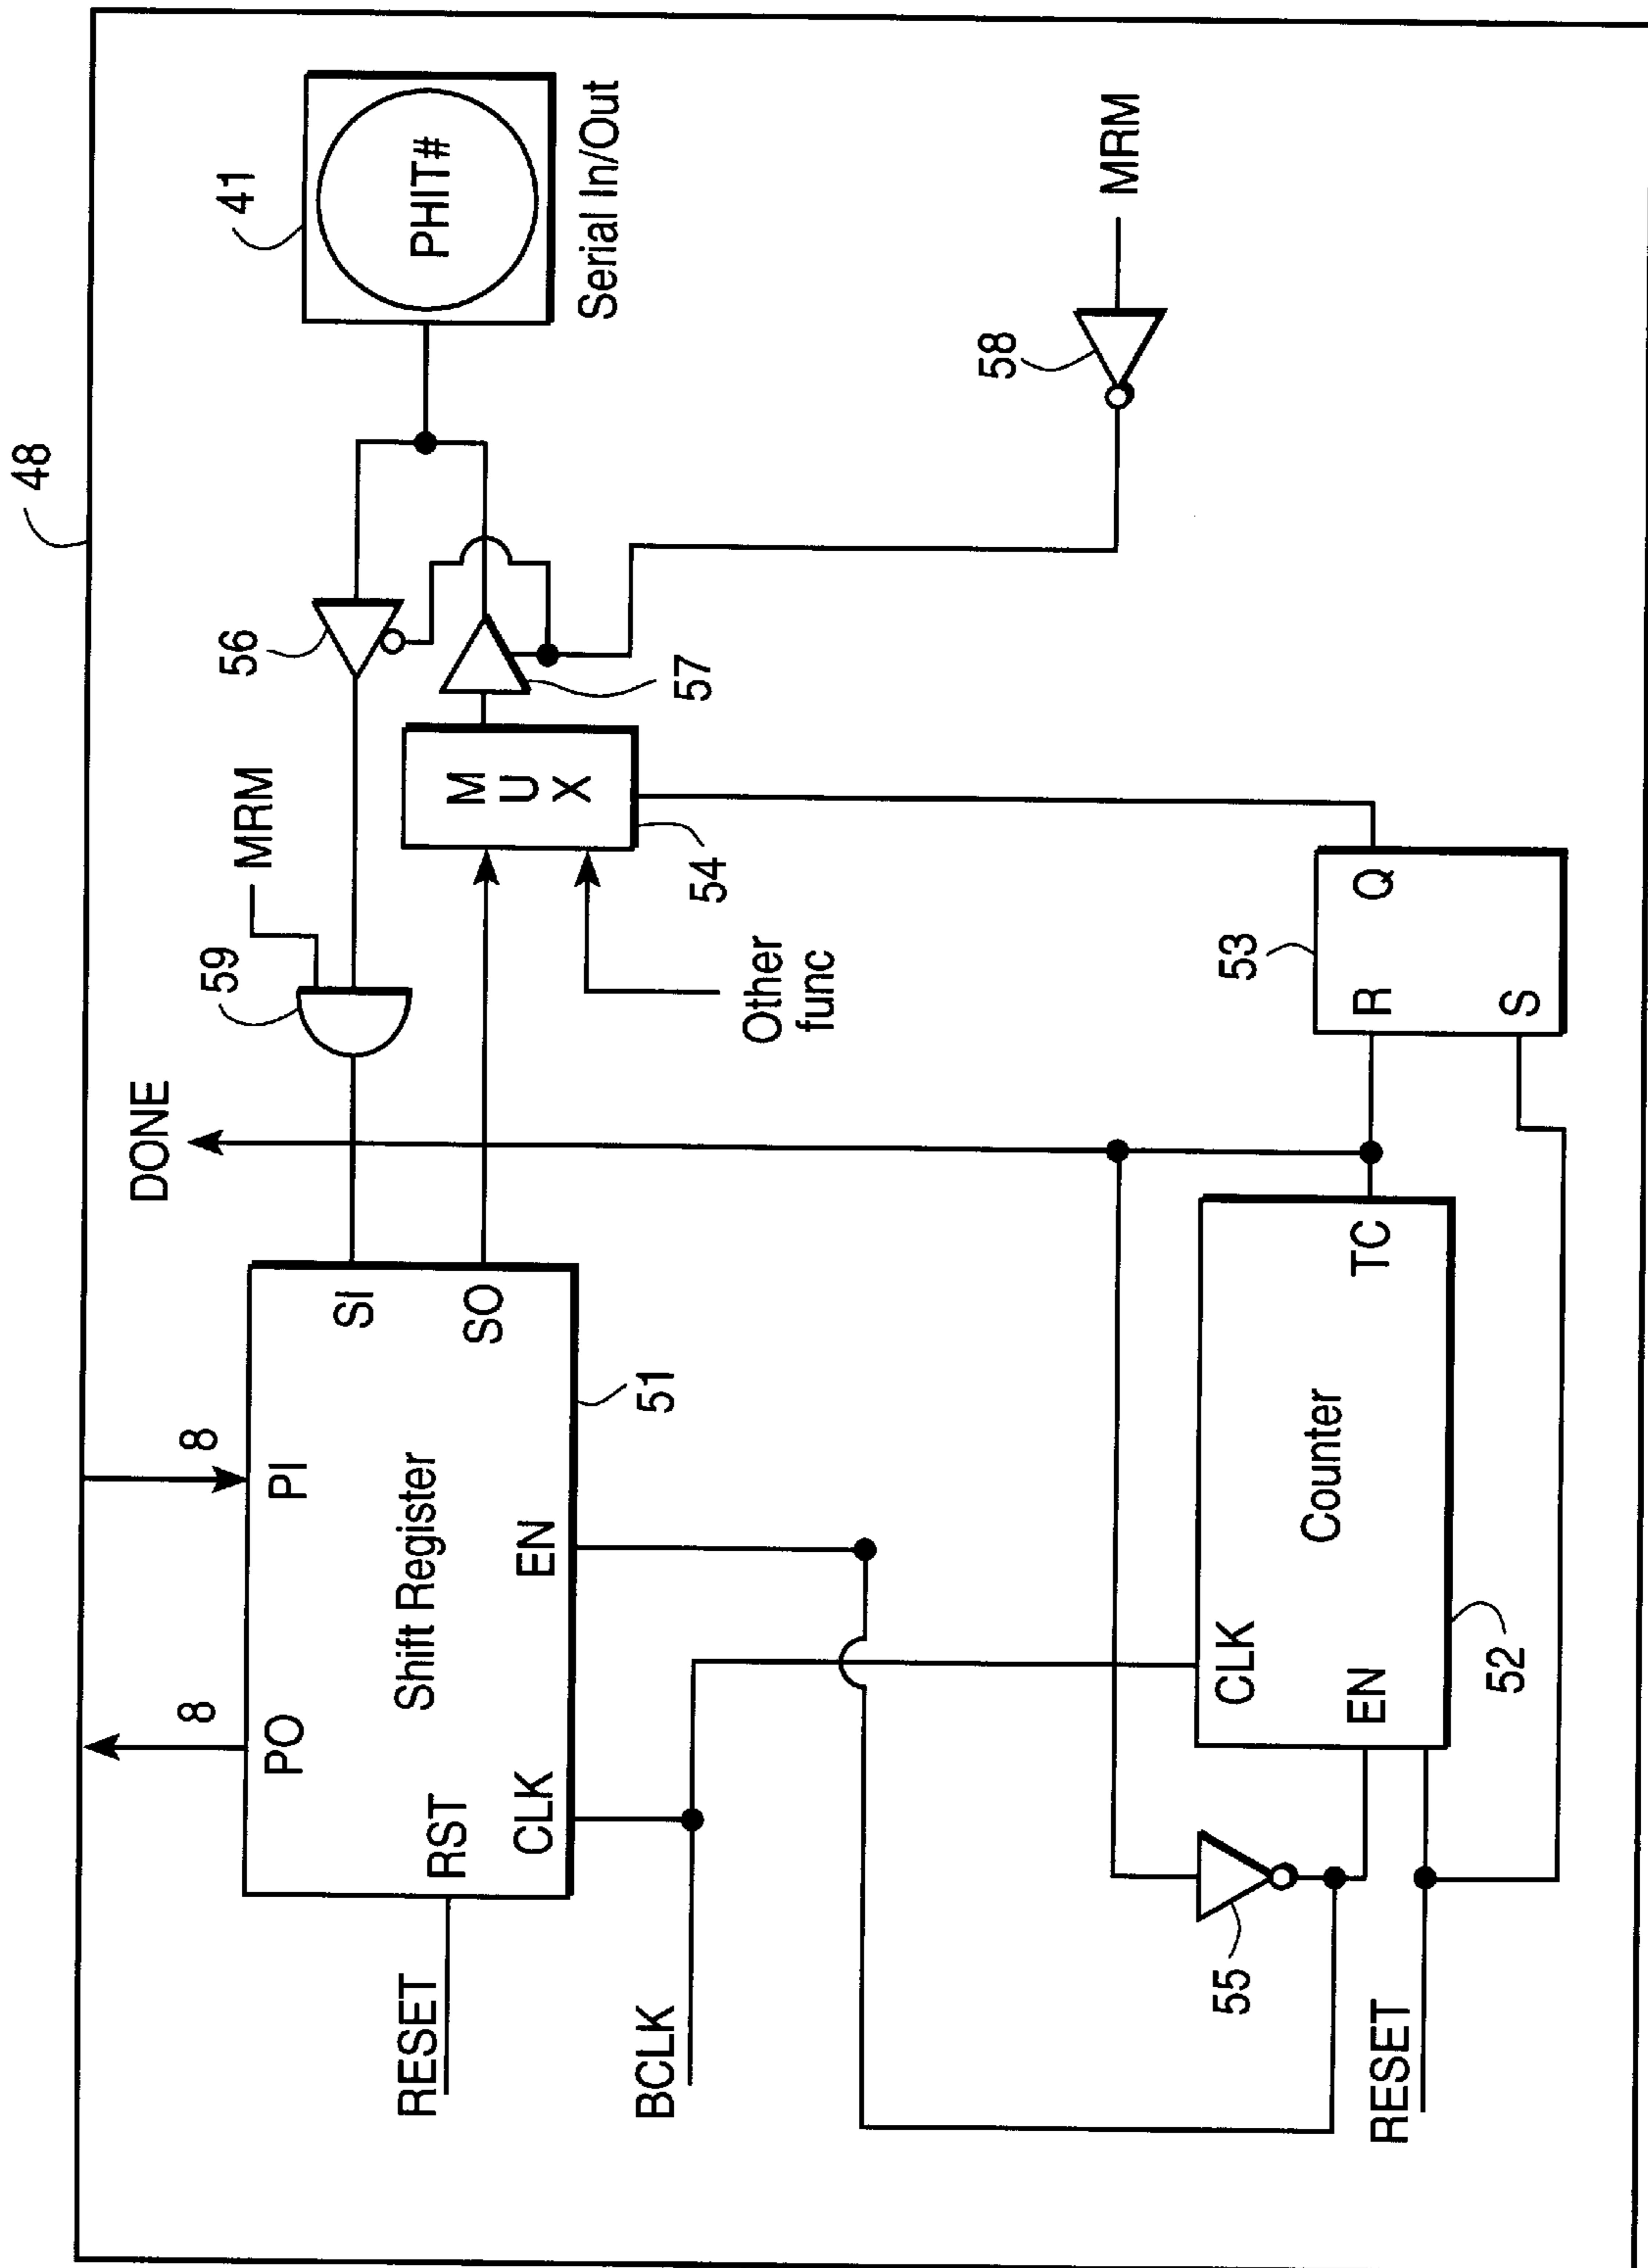 48
41
PHIT#
Serial In/Out
56
57
58
MRM
MRM
59
M
U
X
54
Other
func
DONE
SI
SO
8
PI
8
PO
Shift Register
51
EN
RST
CLK
RESET
BCLK
53
R
Q
S
TC
Counter
CLK
EN
52
55
RESET